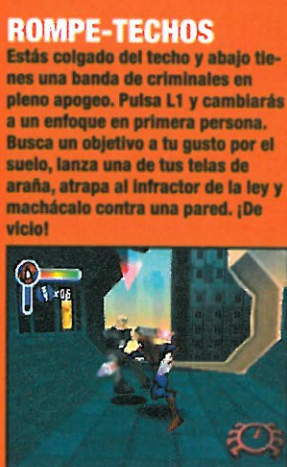 ROMPE-TECHOS
Estás colgado del techo y abajo tie-
nes una banda de criminales en
pleno apogeo. Pulsa L1 y cambiarás
a un enfoque en primera persona.
Busca un objetivo a tu gusto por el
suelo, lanza una de tus telas de
araña, atrapa al infractor de la ley y
machácalo contra una pared. ¡De
vicio!
x06